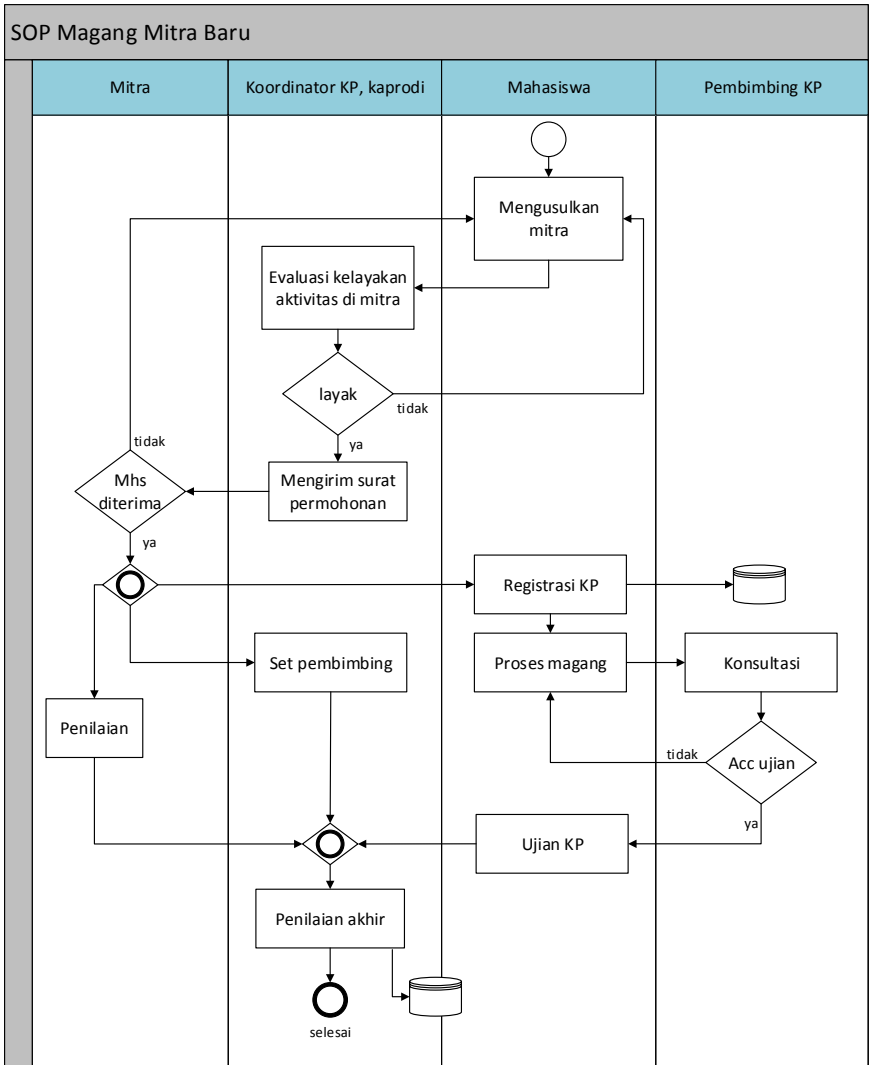 SOP Magang Mitra Baru
Mitra
Koordinator KP, kaprodi
Mahasiswa
Pembimbing KP
Mengusulkan
mitra
Evaluasi kelayakan
aktivitas di mitra
layak
tidak
ya
tidak
Mhs
diterima
Mengirim surat
permohonan
ya
Registrasi KP
Set pembimbing
Proses magang
Konsultasi
Penilaian
tidak
Acc ujian
ya
Ujian KP
Penilaian akhir
selesai